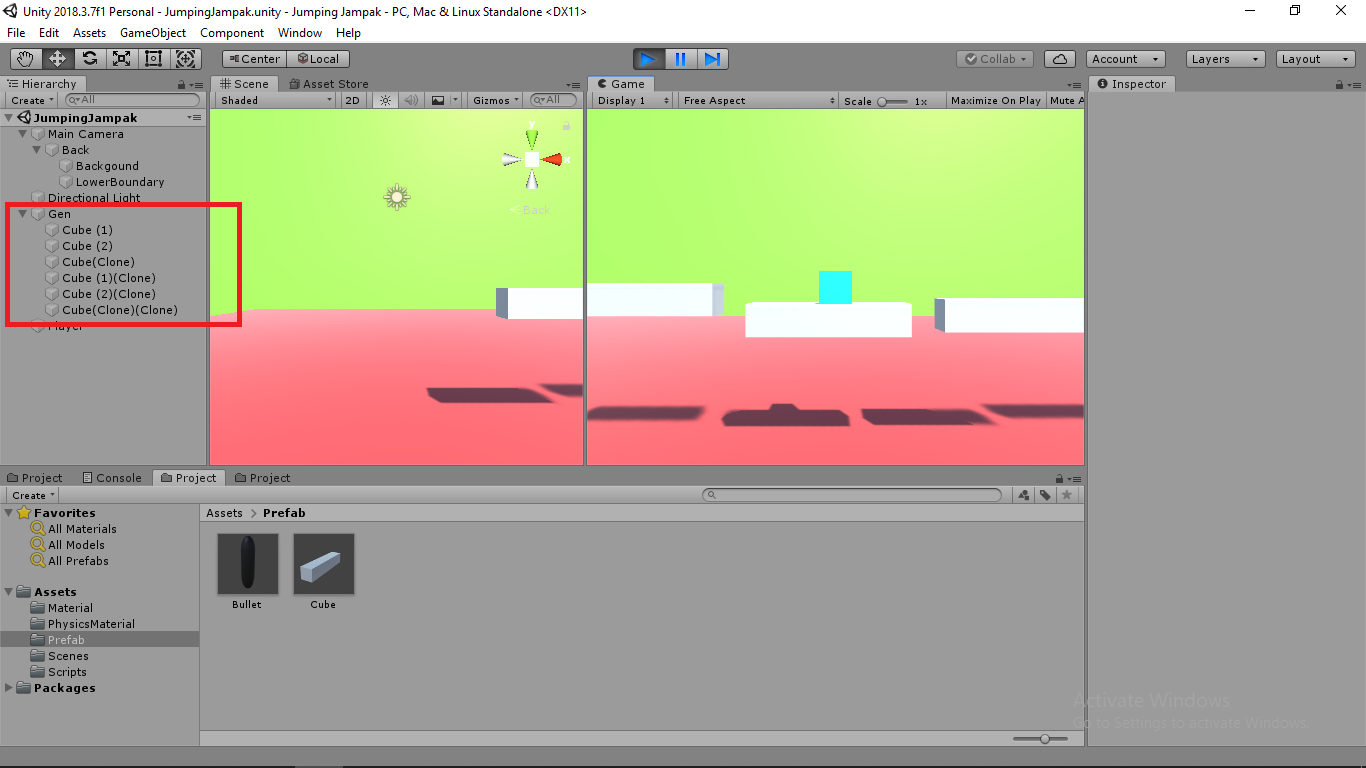 Unity 2018.3.7f1 Personal - JumpingJampak.unity - Jumping Jampak - PC, Mac & Linux Standalone <DX11>
File Edit Assets GameObject Component Window Help
Center Local Collab Account Layers Layout
Hierarchy
Create All
JumpingJampak
Main Camera
Back
Backgound
LowerBoundary
Directional Light
Gen
Cube (1)
Cube (2)
Cube(Clone)
Cube (1)(Clone)
Cube (2)(Clone)
Cube(Clone)(Clone)
Player
Scene Asset Store
Shaded 2D Gizmos All
y
x
Back
Game
Display 1 Free Aspect Scale 1x Maximize On Play Mute A
Inspector
Project Console Project Project
Create
Favorites
All Materials
All Models
All Prefabs
Assets
Material
PhysicsMaterial
Prefab
Scenes
Scripts
Packages
Assets > Prefab
Bullet Cube
Activate Windows
Go to Settings to activate Windows.